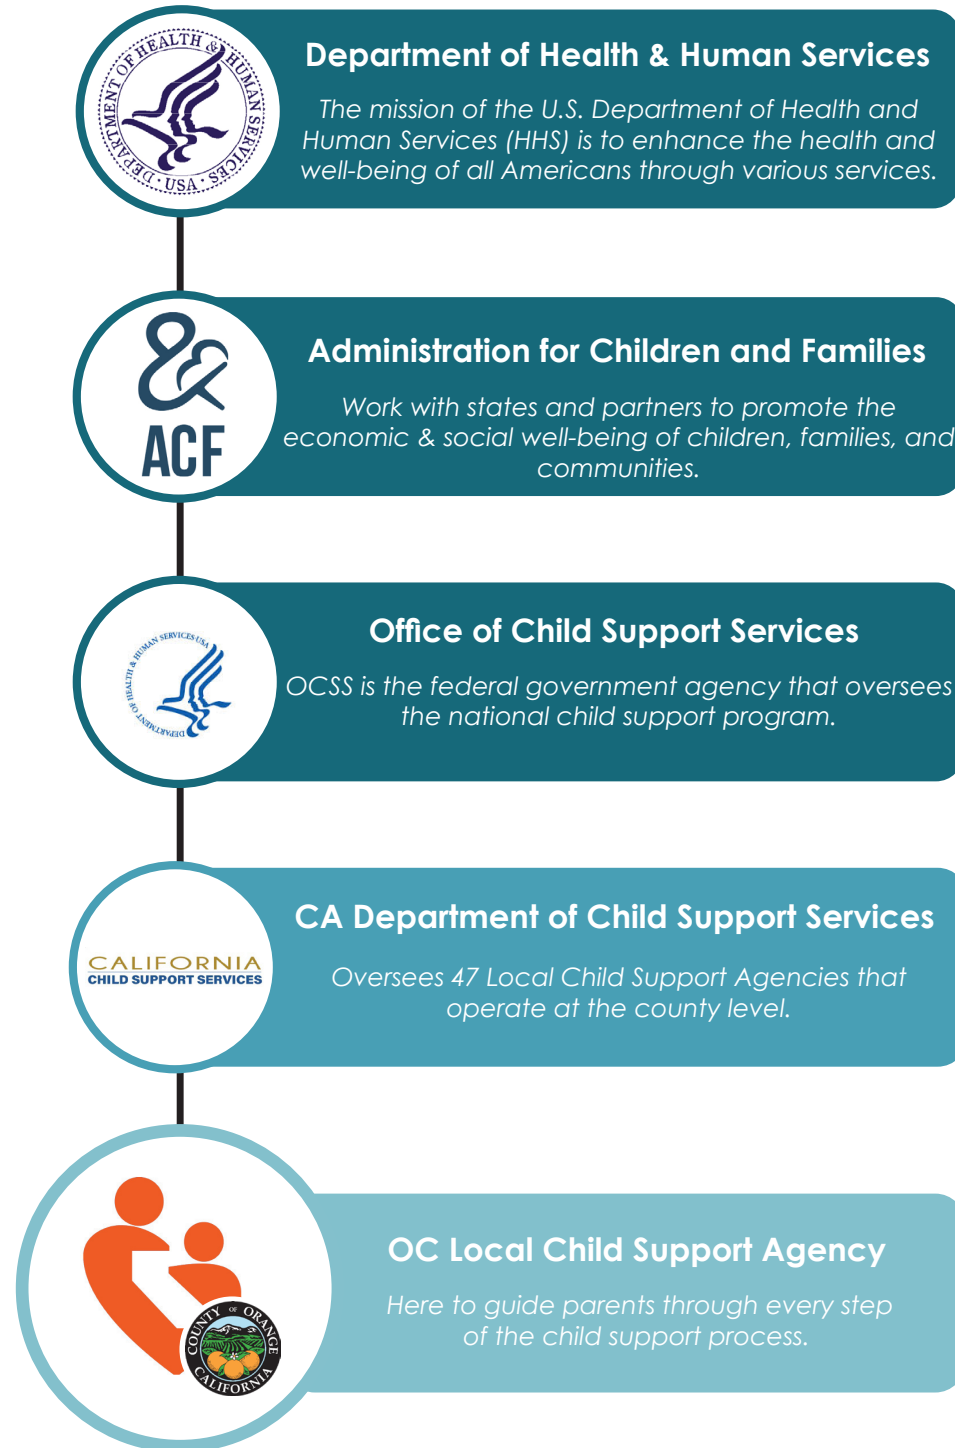 DEPARTMENT OF HEALTH & HUMAN SERVICES · USA ·
Department of Health & Human Services
The mission of the U.S. Department of Health and
Human Services (HHS) is to enhance the health and
well-being of all Americans through various services.
ACF
Administration for Children and Families
Work with states and partners to promote the
economic & social well-being of children, families, and
communities.
DEPARTMENT OF HEALTH & HUMAN SERVICES·USA
Office of Child Support Services
OCSS is the federal government agency that oversees
the national child support program.
CALIFORNIA
CHILD SUPPORT SERVICES
CA Department of Child Support Services
Oversees 47 Local Child Support Agencies that
operate at the county level.
COUNTY OF ORANGE
CALIFORNIA
OC Local Child Support Agency
Here to guide parents through every step
of the child support process.